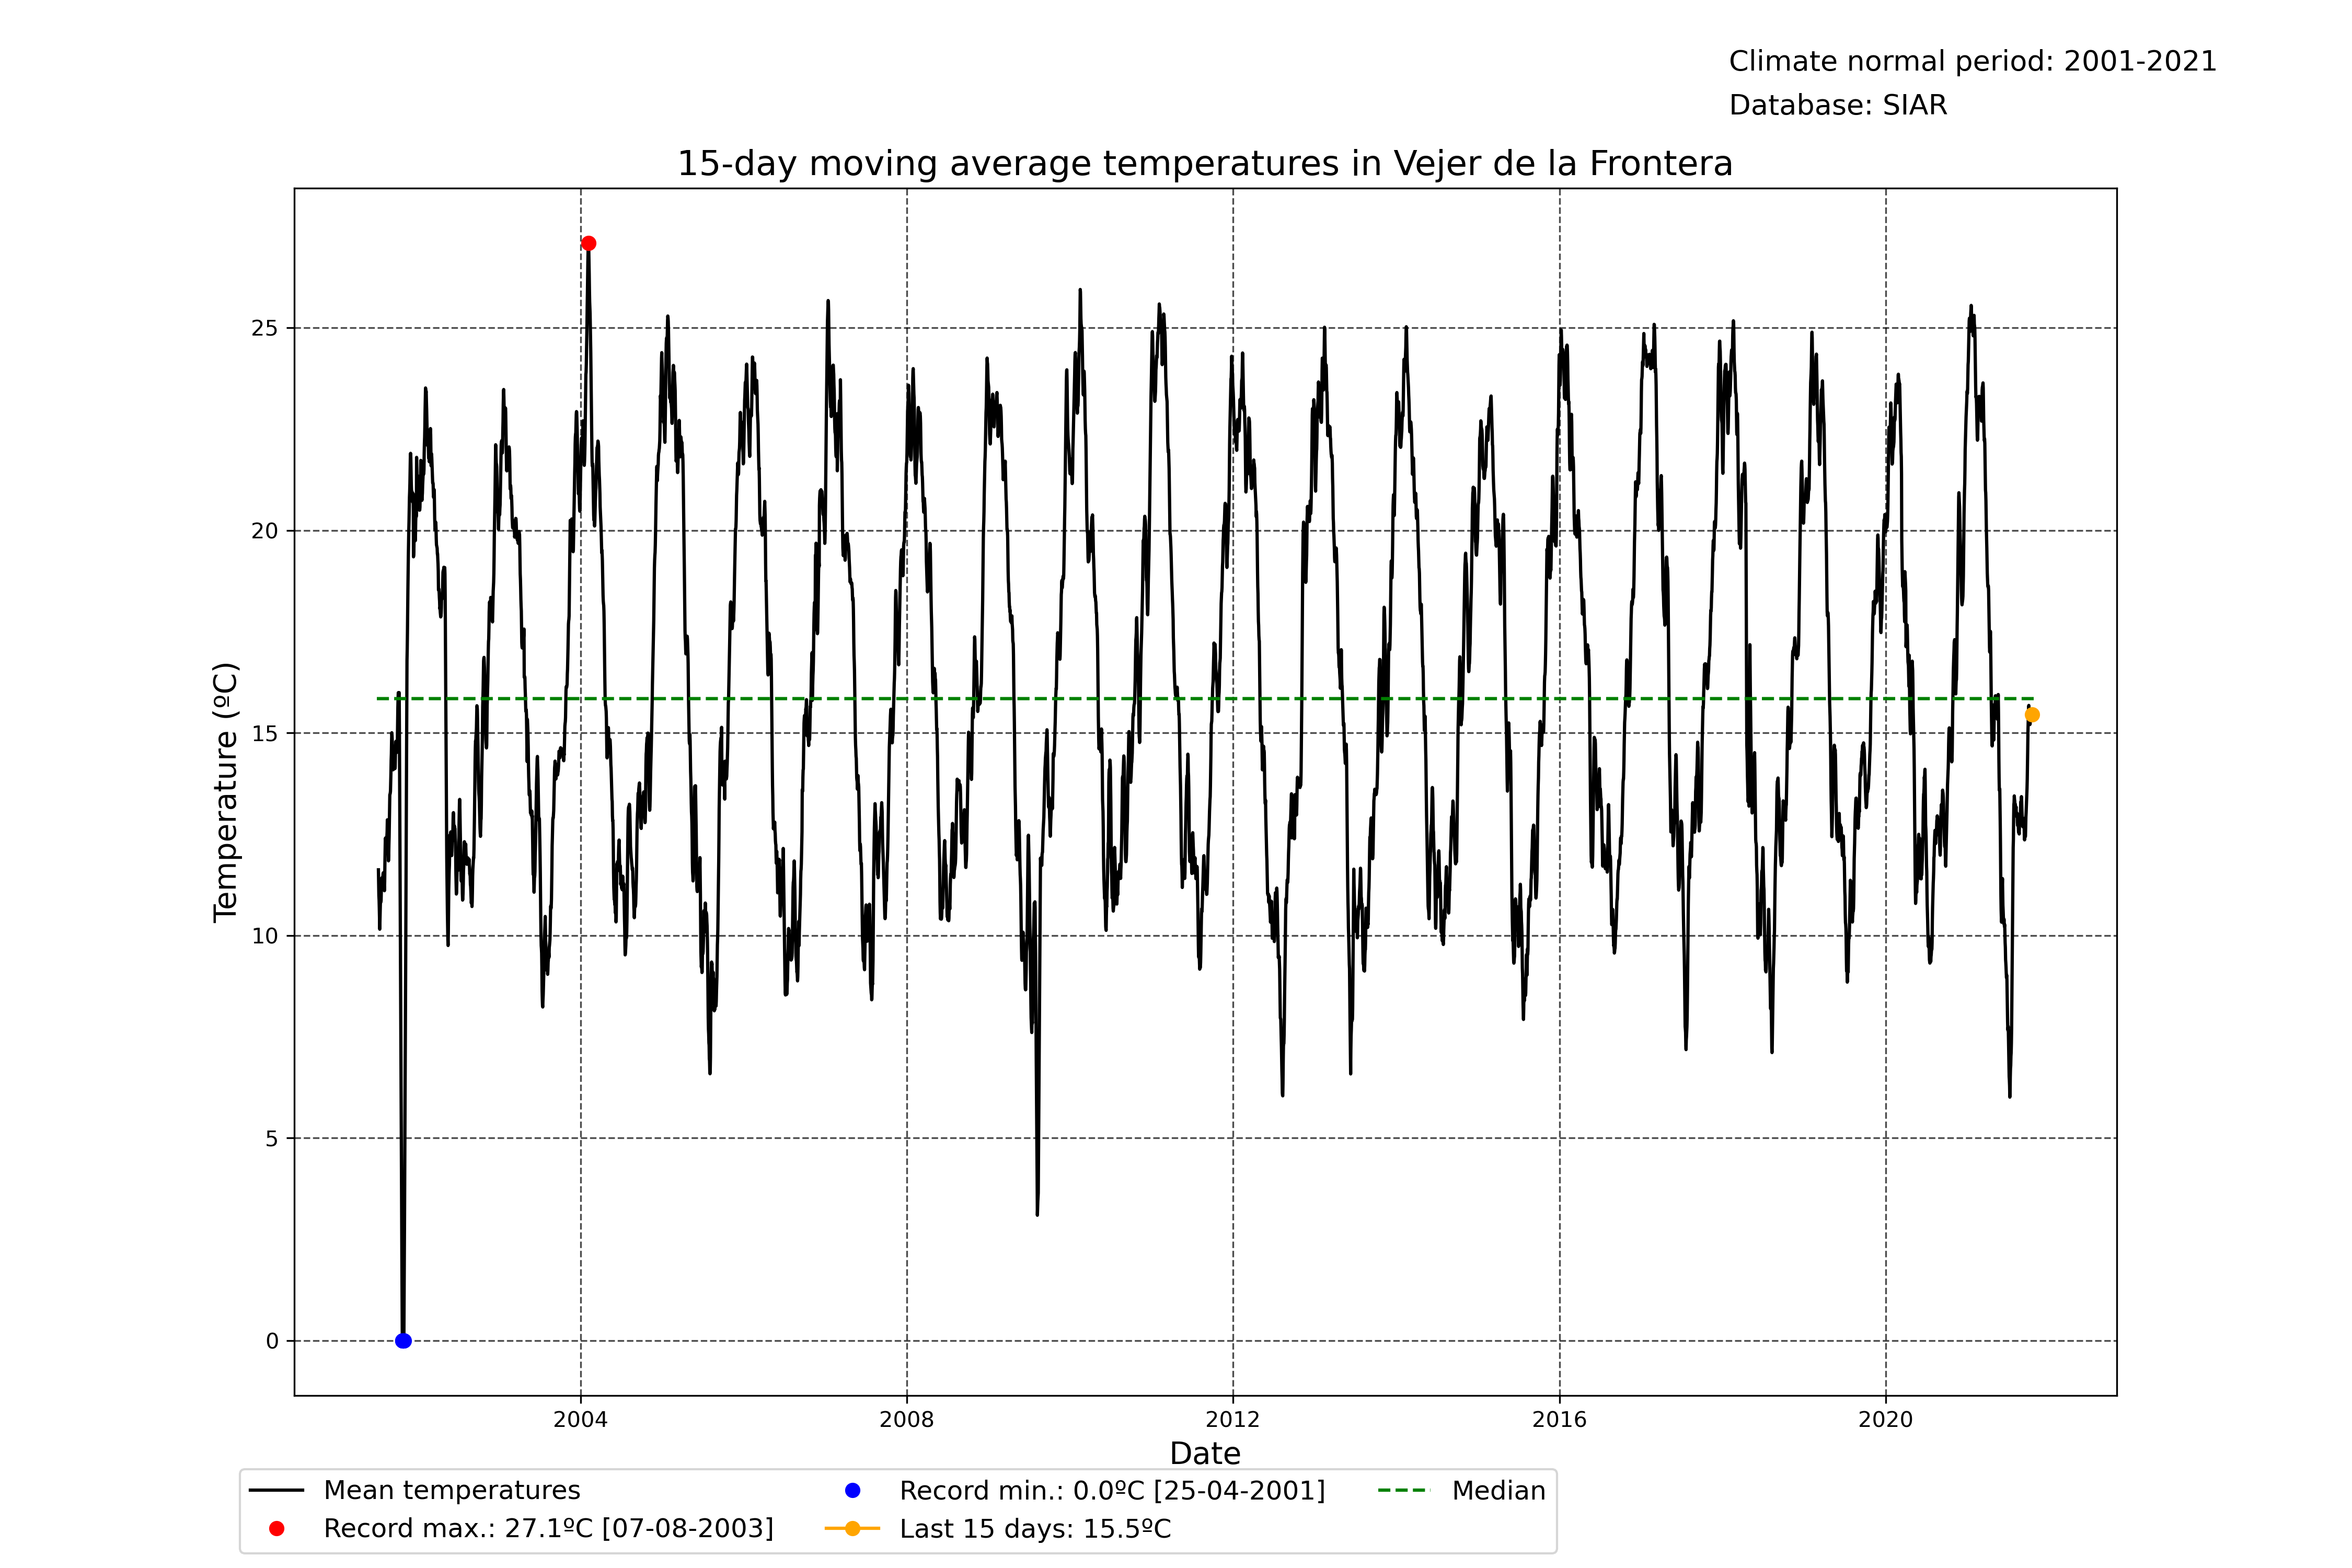 Climate normal period: 2001-2021
Database: SIAR
15-day moving average temperatures in Vejer de la Frontera
Temperature (ºC)
25
20
15
10
5
0
2004 2008 2012 2016 2020
Date
Mean temperatures
Record max.: 27.1ºC [07-08-2003]
Record min.: 0.0ºC [25-04-2001]
Last 15 days: 15.5ºC
Median